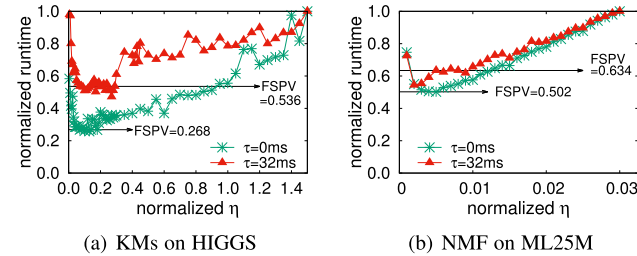 normalized runtime
1.0
0.8
0.6
0.4
0.2
0.0
FSPV
=0.536
FSPV=0.268
τ=0ms
τ=32ms
0.0 0.2 0.4 0.6 0.8 1.0 1.2 1.4
normalized η
(a) KMs on HIGGS
normalized runtime
1.0
0.8
0.6
0.4
0.2
0.0
FSPV
=0.634
FSPV=0.502
τ=0ms
τ=32ms
0.00 0.01 0.02 0.03
normalized η
(b) NMF on ML25M